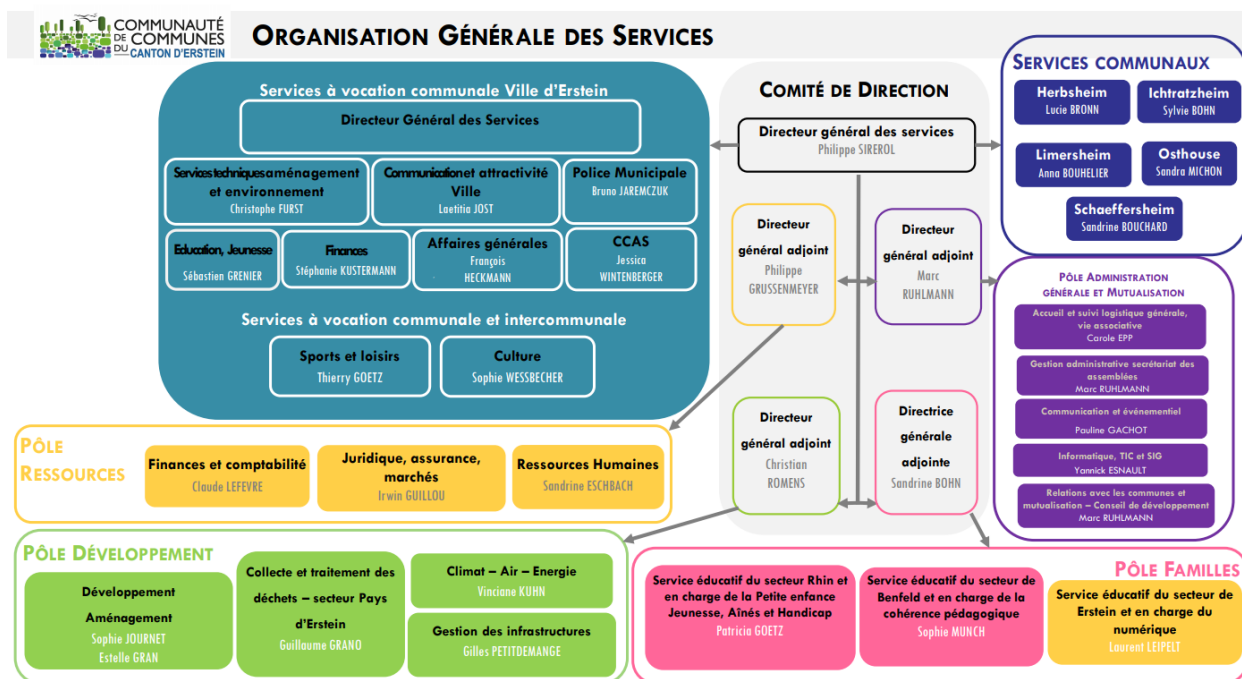 COMMUNAUTÉ
DE COMMUNES
DU CANTON D'ERSTEIN
ORGANISATION GÉNÉRALE DES SERVICES
Services à vocation communale Ville d'Erstein
Directeur Général des Services
Services techniques aménagement
et environnement
Christophe FURST
Communication et attractivité
Ville
Laetitia JOST
Police Municipale
Bruno JAREMCZUK
Education, Jeunesse
Sébastien GRENIER
Finances
Stéphanie KUSTERMANN
Affaires générales
François
HECKMANN
CCAS
Jessica
WINTENBERGER
Services à vocation communale et intercommunale
Sports et loisirs
Thierry GOETZ
Culture
Sophie WESSBECHER
COMITÉ DE DIRECTION
Directeur général des services
Philippe SIREROL
Directeur
général adjoint
Philippe
GRUSSENMEYER
Directeur
général adjoint
Marc
RUHLMANN
Directeur
général adjoint
Christian
ROMENS
Directrice
générale
adjointe
Sandrine BOHN
SERVICES COMMUNAUX
Herbsheim
Lucie BRONN
Ichtratzheim
Sylvie BOHN
Limersheim
Anna BOUHELIER
Osthouse
Sandra MICHON
Schaeffersheim
Sandrine BOUCHARD
PÔLE ADMINISTRATION
GÉNÉRALE ET MUTUALISATION
Accueil et suivi logistique générale,
vie associative
Carole EPP
Gestion administrative secrétariat des
assemblées
Marc RUHLMANN
Communication et événementiel
Pauline GACHOT
Informatique, TIC et SIG
Yannick ESNAULT
Relations avec les communes et
mutualisation – Conseil de développement
Marc RUHLMANN
PÔLE
RESSOURCES
Finances et comptabilité
Claude LEFEVRE
Juridique, assurance,
marchés
Irwin GUILLOU
Ressources Humaines
Sandrine ESCHBACH
PÔLE DÉVELOPPEMENT
Développement
Aménagement
Sophie JOURNET
Estelle GRAN
Collecte et traitement des
déchets – secteur Pays
d'Erstein
Guillaume GRANO
Climat – Air – Energie
Vinciane KUHN
Gestion des infrastructures
Gilles PETITDEMANGE
PÔLE FAMILLES
Service éducatif du secteur Rhin et
en charge de la Petite enfance
Jeunesse, Aînés et Handicap
Patricia GOETZ
Service éducatif du secteur de
Benfeld et en charge de la
cohérence pédagogique
Sophie MUNCH
Service éducatif du secteur de
Erstein et en charge du
numérique
Laurent LEIPELT